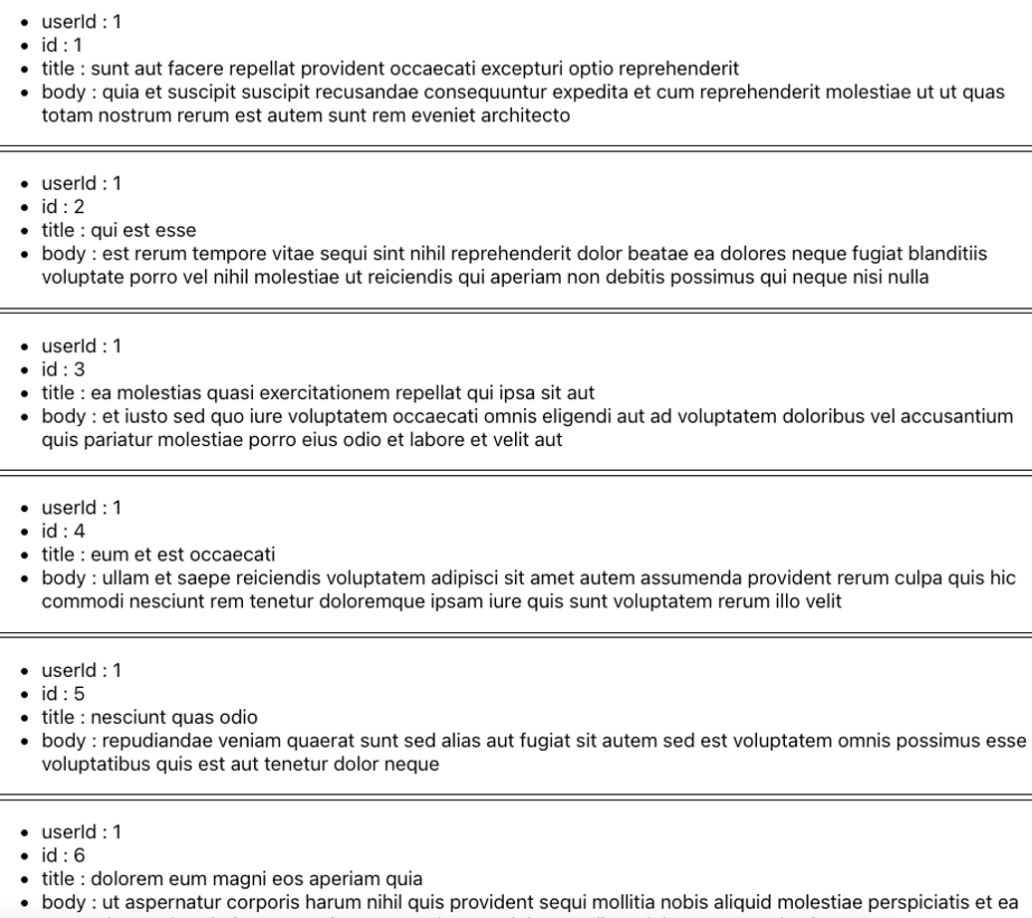 userId : 1
id : 1
title : sunt aut facere repellat provident occaecati excepturi optio reprehenderit
body : quia et suscipit suscipit recusandae consequuntur expedita et cum reprehenderit molestiae ut ut quas
totam nostrum rerum est autem sunt rem eveniet architecto
userId : 1
id : 2
title : qui est esse
body : est rerum tempore vitae sequi sint nihil reprehenderit dolor beatae ea dolores neque fugiat blanditiis
voluptate porro vel nihil molestiae ut reiciendis qui aperiam non debitis possimus qui neque nisi nulla
userId : 1
id : 3
title : ea molestias quasi exercitationem repellat qui ipsa sit aut
body : et iusto sed quo iure voluptatem occaecati omnis eligendi aut ad voluptatem doloribus vel accusantium
quis pariatur molestiae porro eius odio et labore et velit aut
userId : 1
id : 4
title : eum et est occaecati
body : ullam et saepe reiciendis voluptatem adipisci sit amet autem assumenda provident rerum culpa quis hic
commodi nesciunt rem tenetur doloremque ipsam iure quis sunt voluptatem rerum illo velit
userId : 1
id : 5
title : nesciunt quas odio
body : repudiandae veniam quaerat sunt sed alias aut fugiat sit autem sed est voluptatem omnis possimus esse
voluptatibus quis est aut tenetur dolor neque
userId : 1
id : 6
title : dolorem eum magni eos aperiam quia
body : ut aspernatur corporis harum nihil quis provident sequi mollitia nobis aliquid molestiae perspiciatis et ea